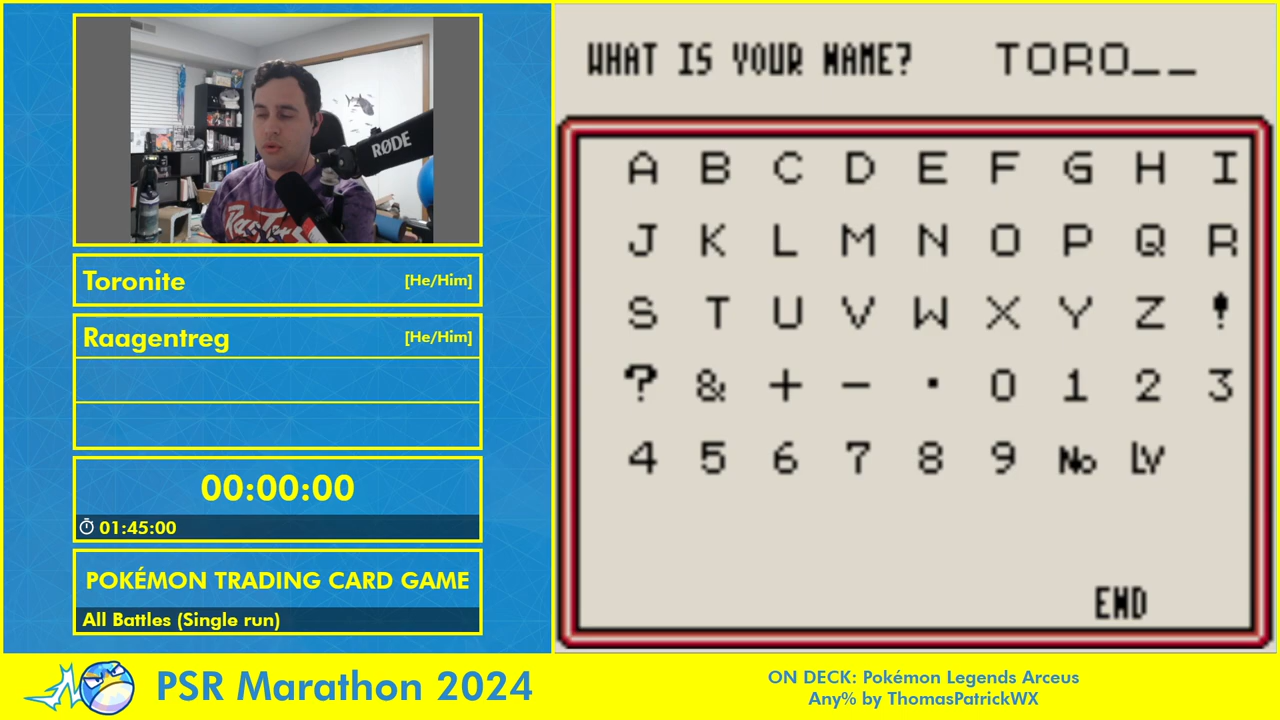 RØDE
Toronite [He/Him]
Raagentreg [He/Him]
00:00:00
01:45:00
POKÉMON TRADING CARD GAME
All Battles (Single run)
WHAT IS YOUR NAME? TORO__
A B C D E F G H I
J K L M N O P Q R
S T U V W X Y Z !
? & + - · 0 1 2 3
4 5 6 7 8 9 No LV
END
PSR Marathon 2024
ON DECK: Pokémon Legends Arceus
Any% by ThomasPatrickWX